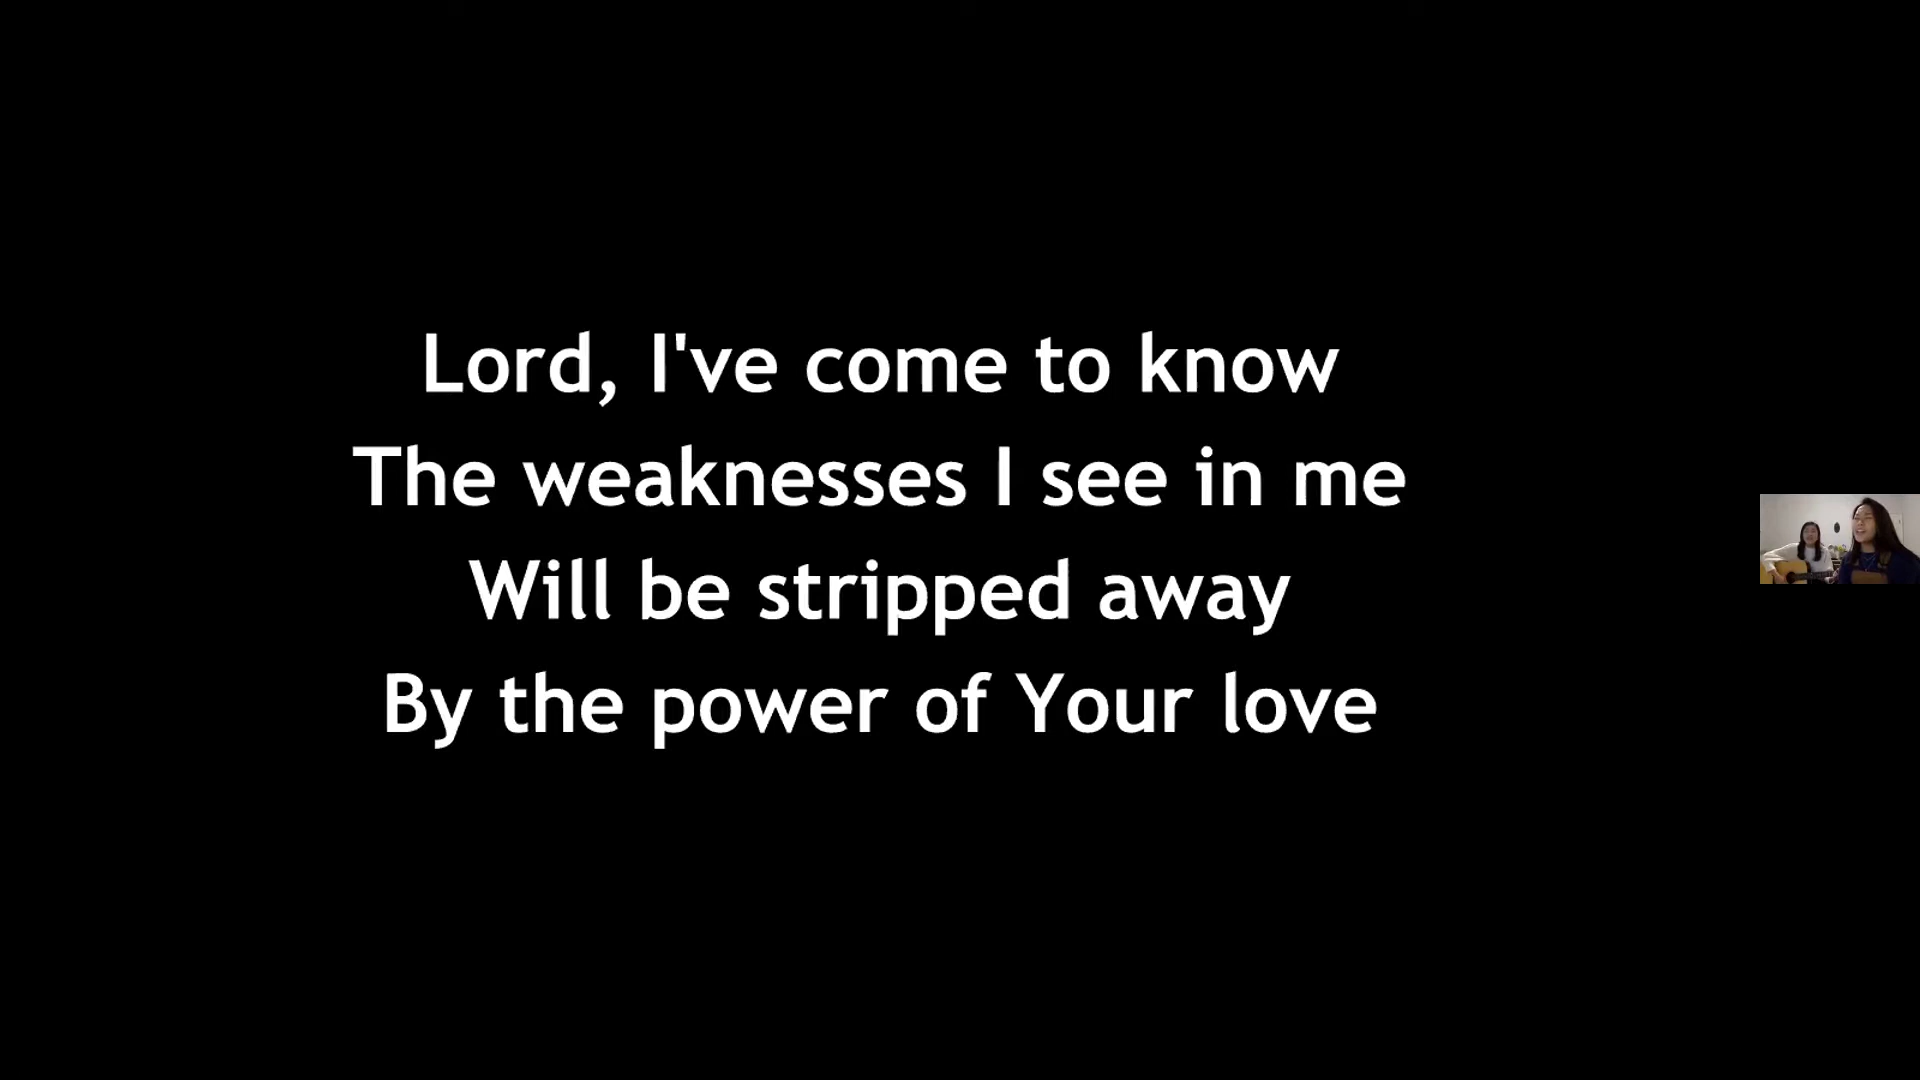 Lord, I've come to know
The weaknesses I see in me
Will be stripped away
By the power of Your love